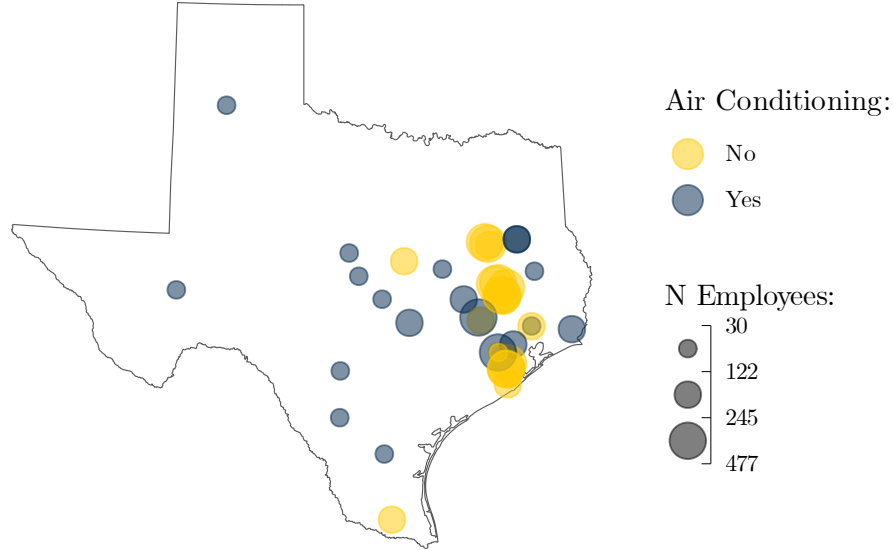 Air Conditioning:
No
Yes
N Employees:
30
122
245
477